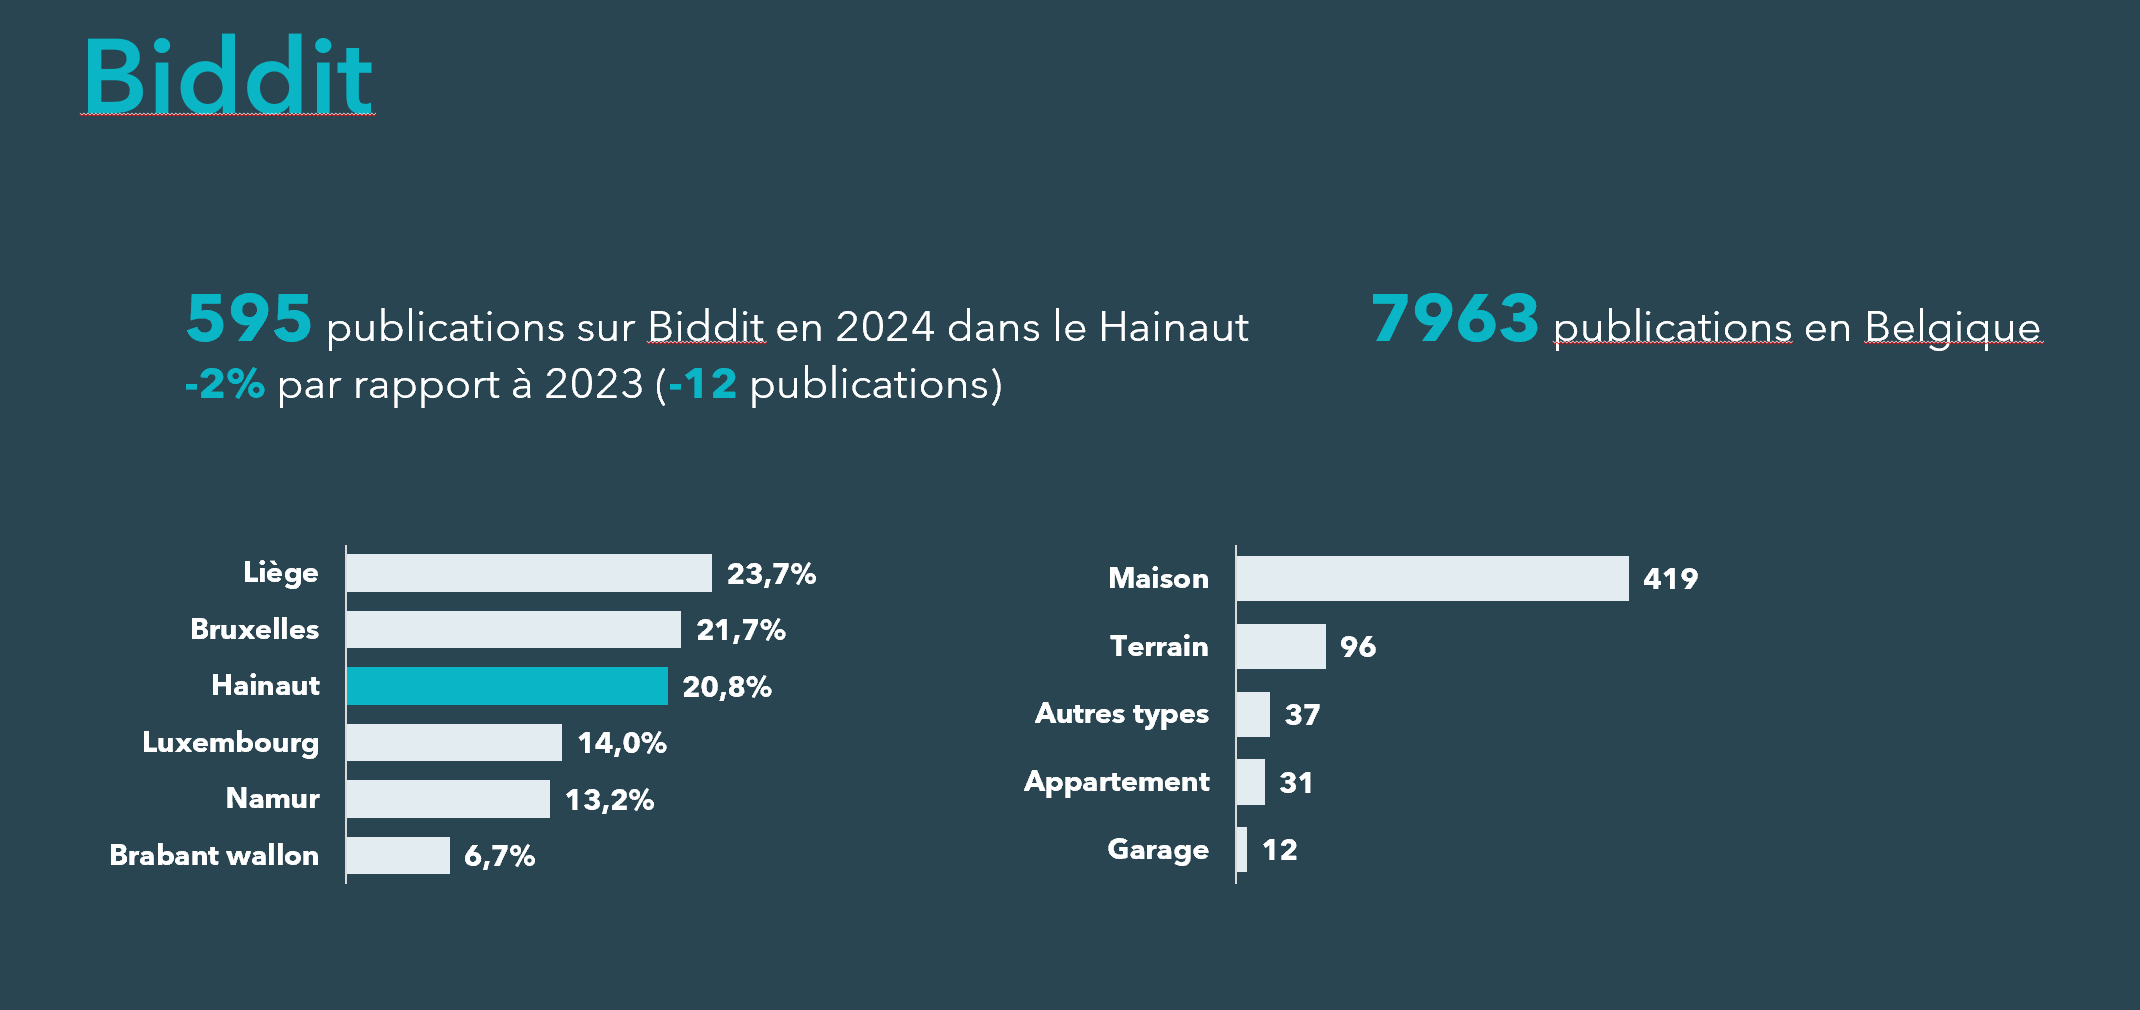 Biddit
595 publications sur Biddit en 2024 dans le Hainaut
-2% par rapport à 2023 (-12 publications)
7963 publications en Belgique
Liège 23,7%
Bruxelles 21,7%
Hainaut 20,8%
Luxembourg 14,0%
Namur 13,2%
Brabant wallon 6,7%
Maison 419
Terrain 96
Autres types 37
Appartement 31
Garage 12